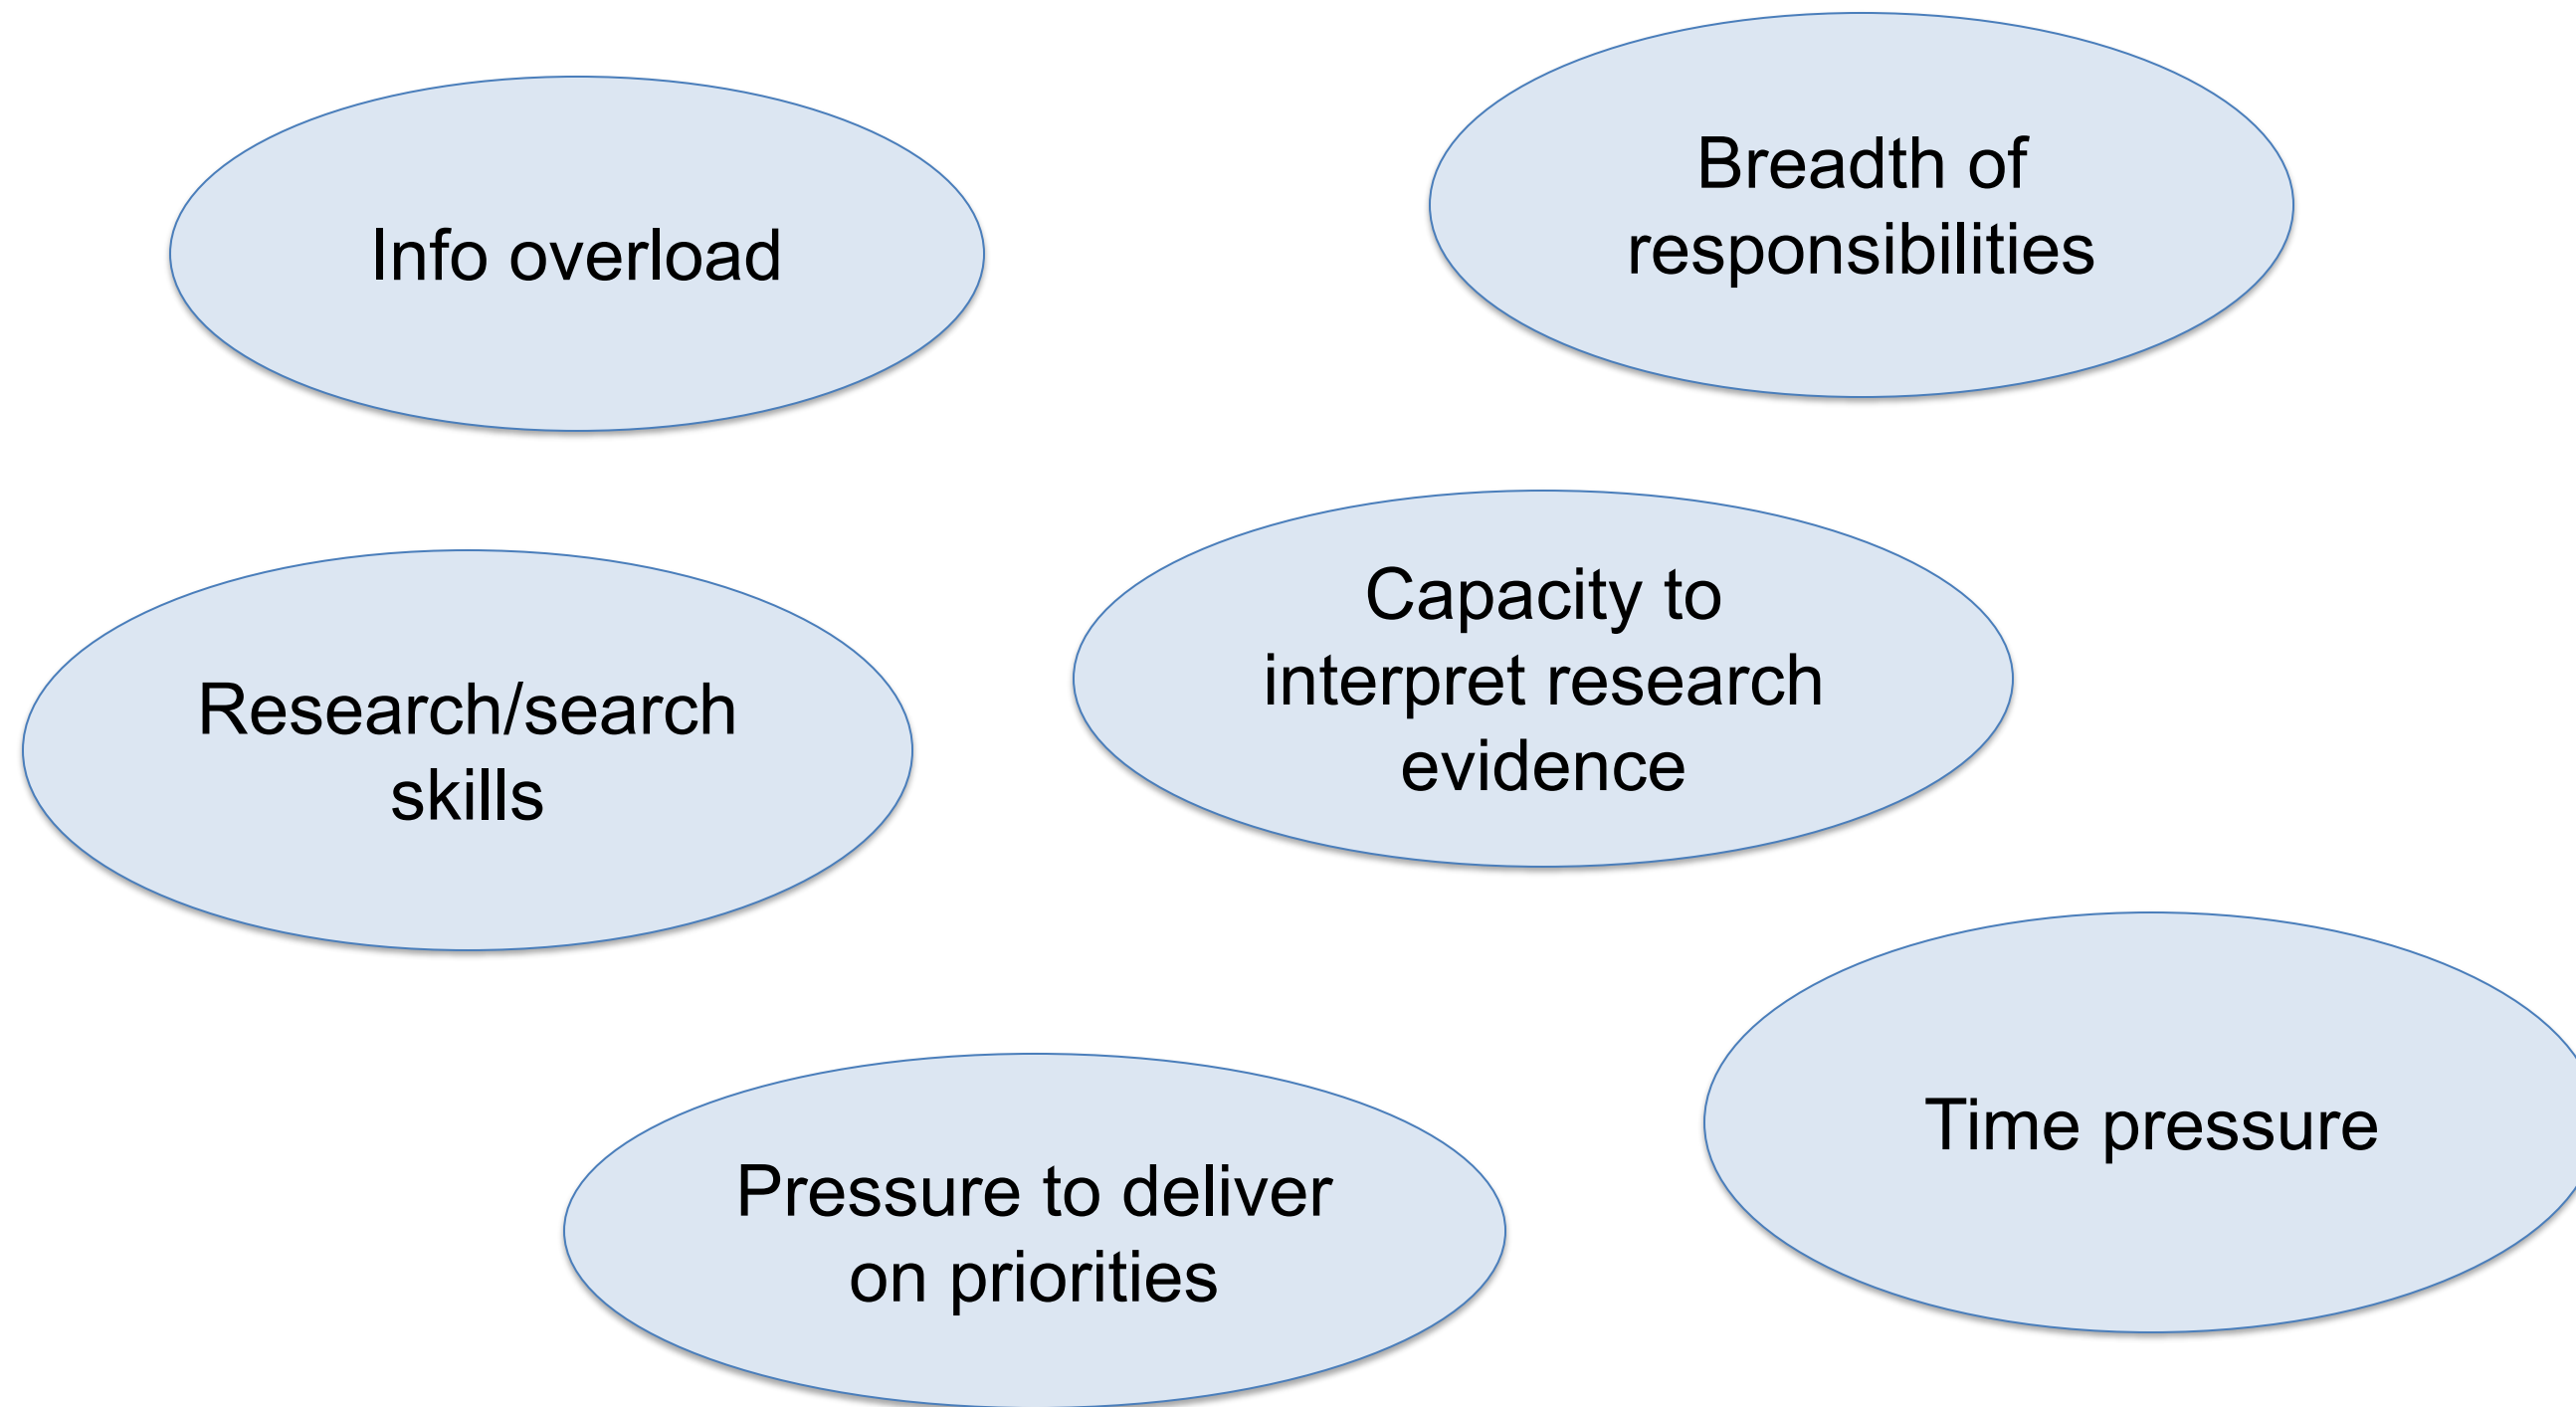 Info overload
Breadth of
responsibilities
Research/search
skills
Capacity to
interpret research
evidence
Pressure to deliver
on priorities
Time pressure